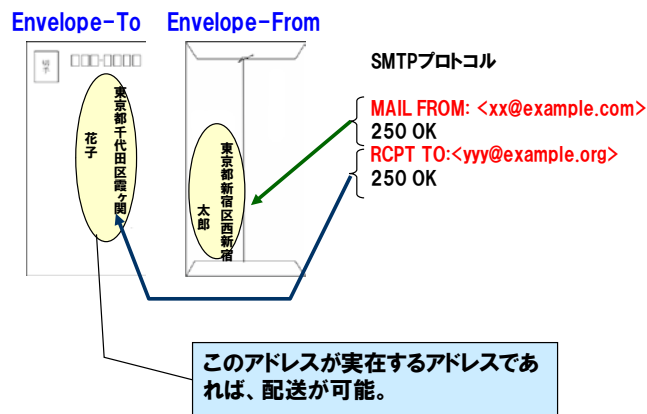 Envelope-To
Envelope-From
切手
東京都千代田区霞ヶ関
花子
東京都新宿区西新宿
太郎
SMTPプロトコル
MAIL FROM: <xx@example.com>
250 OK
RCPT TO:<yyy@example.org>
250 OK
このアドレスが実在するアドレスであ
れば、配送が可能。